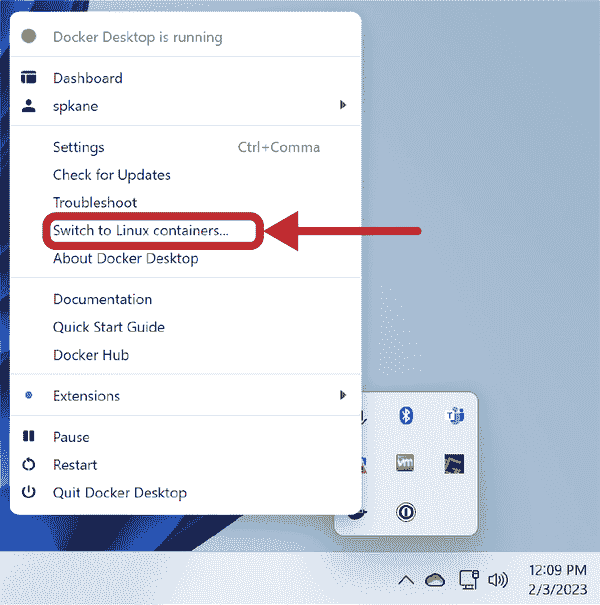 Docker Desktop is running
Dashboard
spkane
Settings Ctrl+Comma
Check for Updates
Troubleshoot
Switch to Linux containers...
About Docker Desktop
Documentation
Quick Start Guide
Docker Hub
Extensions
Pause
Restart
Quit Docker Desktop
vm
12:09 PM
2/3/2023